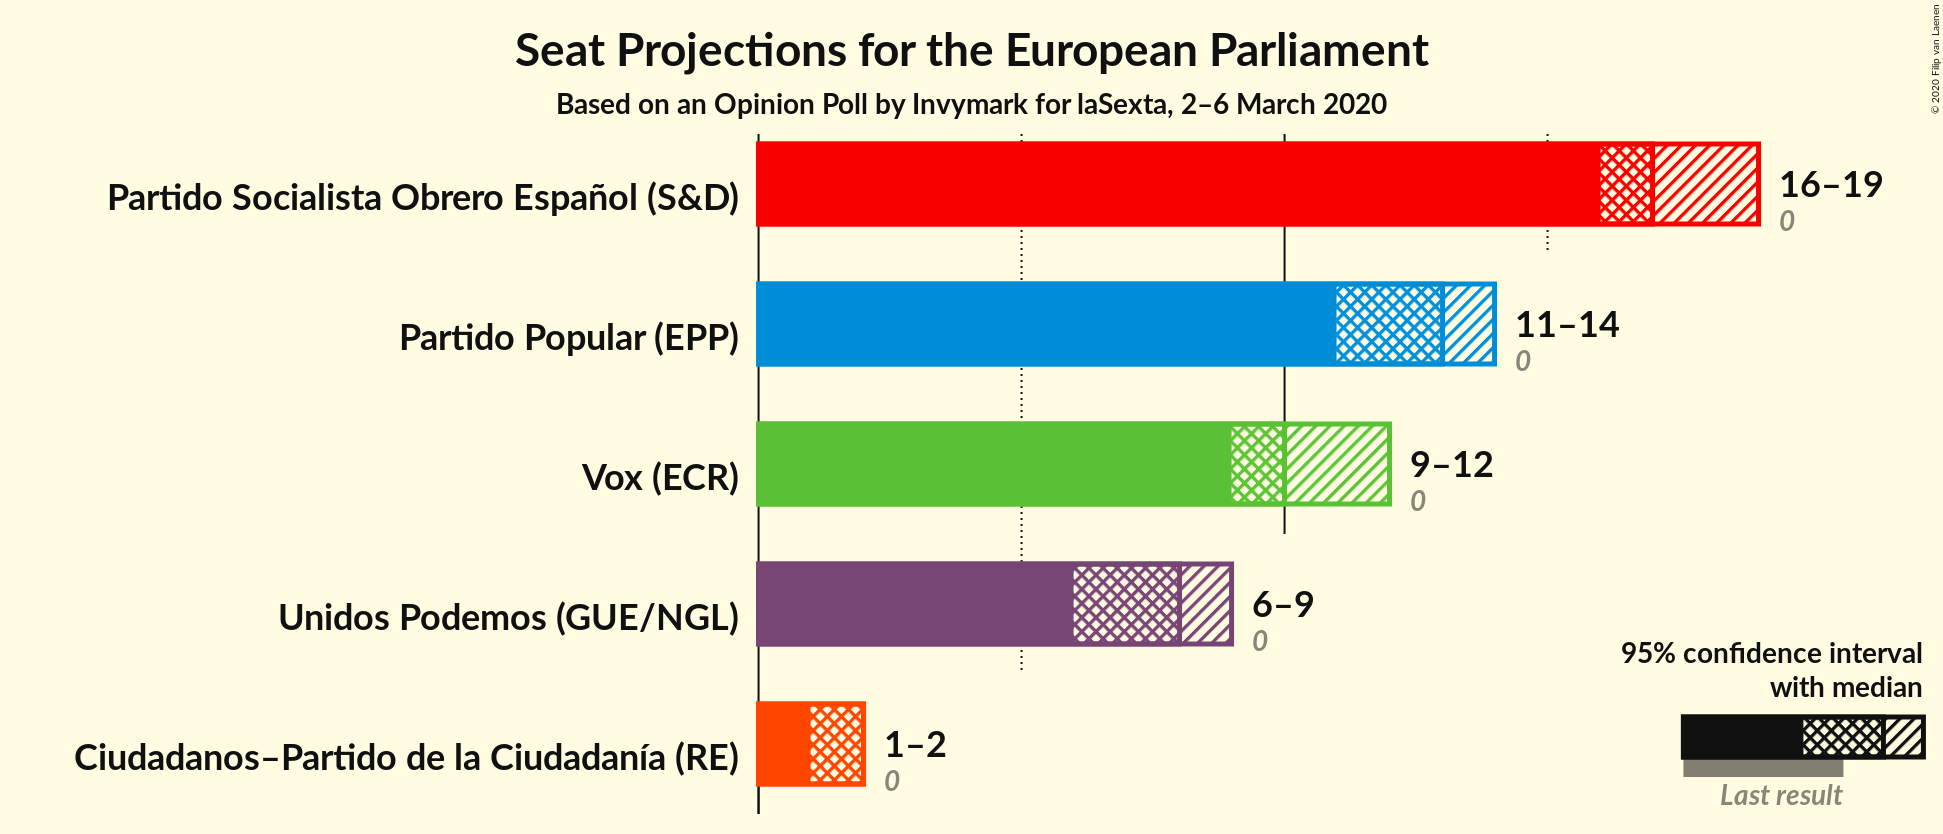 Seat Projections for the European Parliament
Based on an Opinion Poll by Invymark for laSexta, 2–6 March 2020
© 2020 Filip van Laenen
Partido Socialista Obrero Español (S&D)
16–19
0
Partido Popular (EPP)
11–14
0
Vox (ECR)
9–12
0
Unidos Podemos (GUE/NGL)
6–9
0
Ciudadanos–Partido de la Ciudadanía (RE)
1–2
0
95% confidence interval
with median
Last result